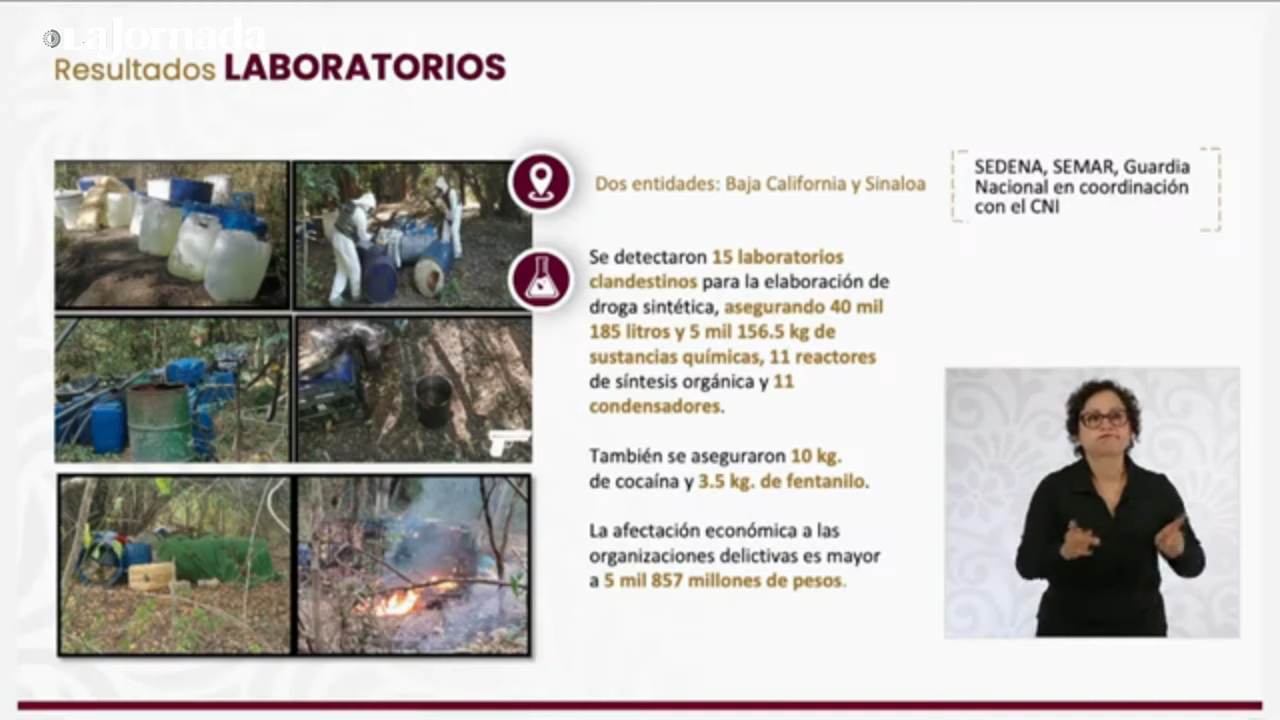 La Jornada
Resultados LABORATORIOS
Dos entidades: Baja California y Sinaloa
SEDENA, SEMAR, Guardia
Nacional en coordinación
con el CNI
Se detectaron 15 laboratorios
clandestinos para la elaboración de
droga sintética, asegurando 40 mil
185 litros y 5 mil 156.5 kg de
sustancias químicas, 11 reactores
de síntesis orgánica y 11
condensadores.
También se aseguraron 10 kg.
de cocaína y 3.5 kg. de fentanilo.
La afectación económica a las
organizaciones delictivas es mayor
a 5 mil 857 millones de pesos.